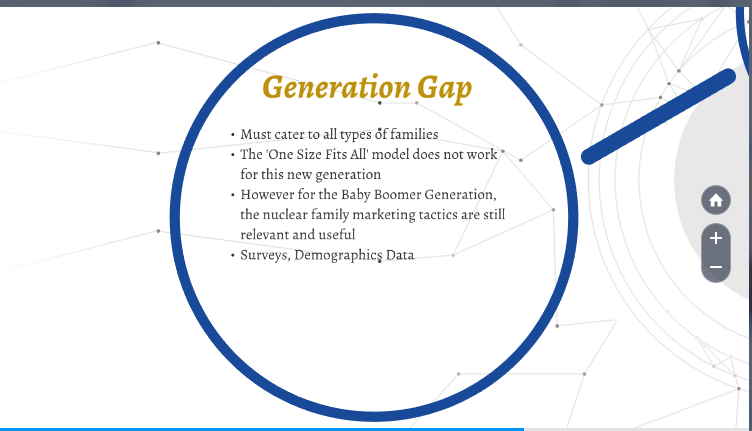 Generation Gap
• Must cater to all types of families
• The 'One Size Fits All' model does not work
for this new generation
• However for the Baby Boomer Generation,
the nuclear family marketing tactics are still
relevant and useful
• Surveys, Demographics Data